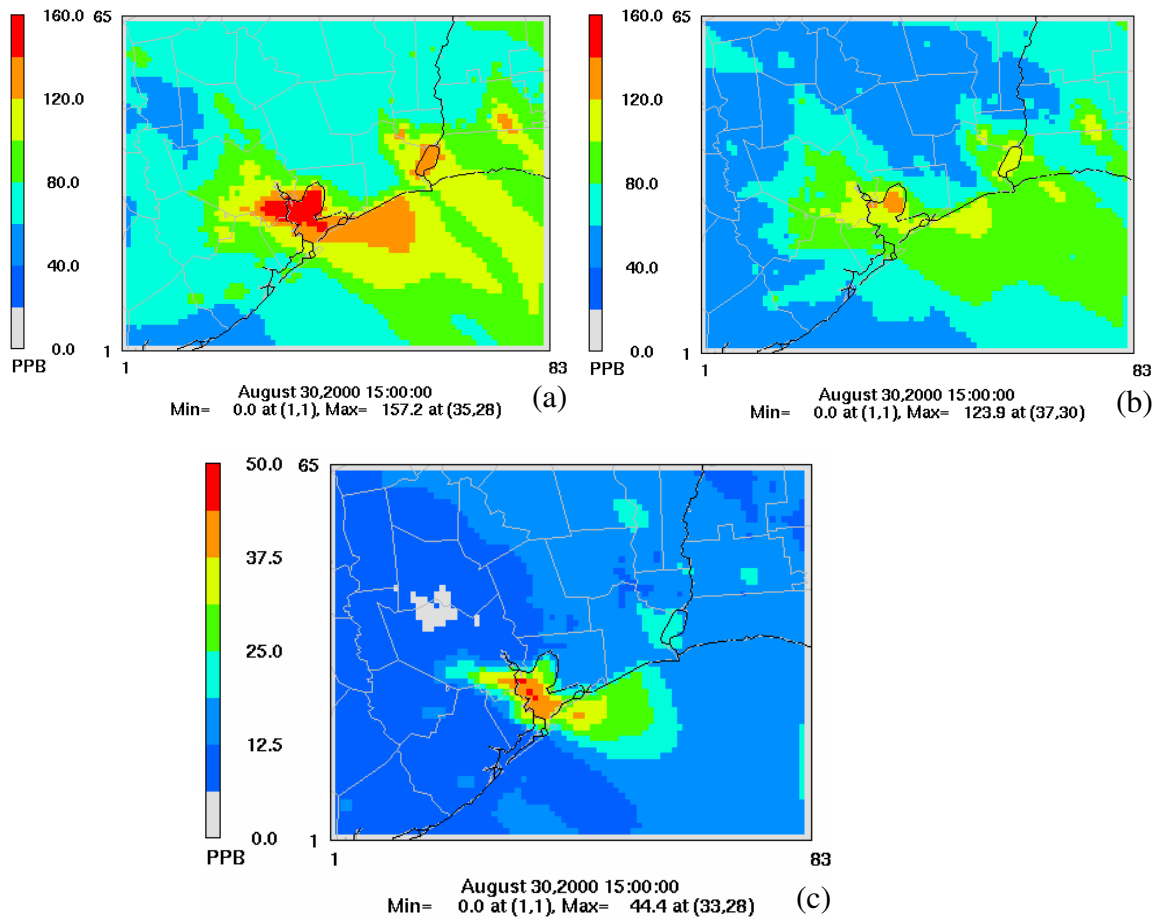 160.0
120.0
80.0
40.0
0.0
PPB
65
1
1
83
August 30,2000 15:00:00
Min= 0.0 at (1,1), Max= 157.2 at (35,28)
(a)
160.0
120.0
80.0
40.0
0.0
PPB
65
1
1
83
August 30,2000 15:00:00
Min= 0.0 at (1,1), Max= 123.9 at (37,30)
(b)
50.0
37.5
25.0
12.5
0.0
PPB
65
1
1
83
August 30,2000 15:00:00
Min= 0.0 at (1,1), Max= 44.4 at (33,28)
(c)